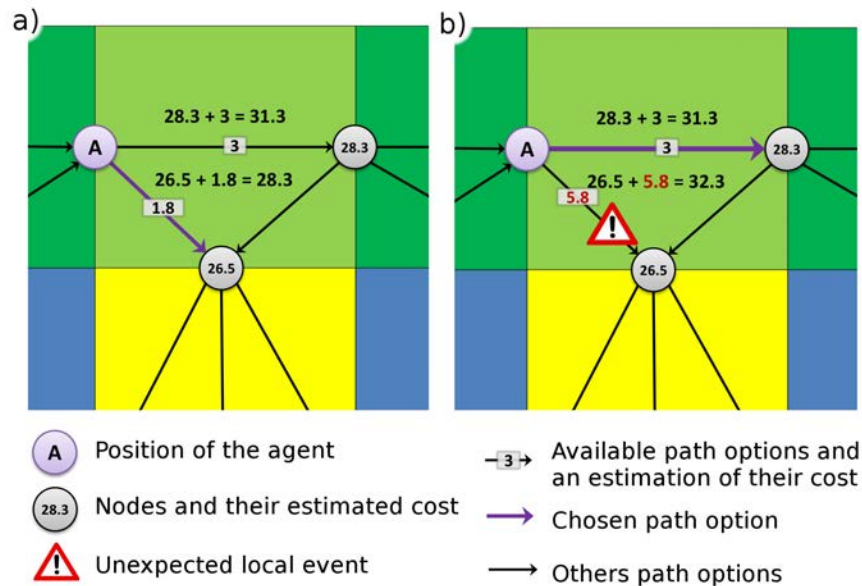 a)
28.3 + 3 = 31.3
A
3
28.3
26.5 + 1.8 = 28.3
1.8
26.5
b)
28.3 + 3 = 31.3
A
3
28.3
26.5 + 5.8 = 32.3
5.8
!
26.5
A
Position of the agent
28.3
Nodes and their estimated cost
!
Unexpected local event
3
Available path options and
an estimation of their cost
Chosen path option
Others path options